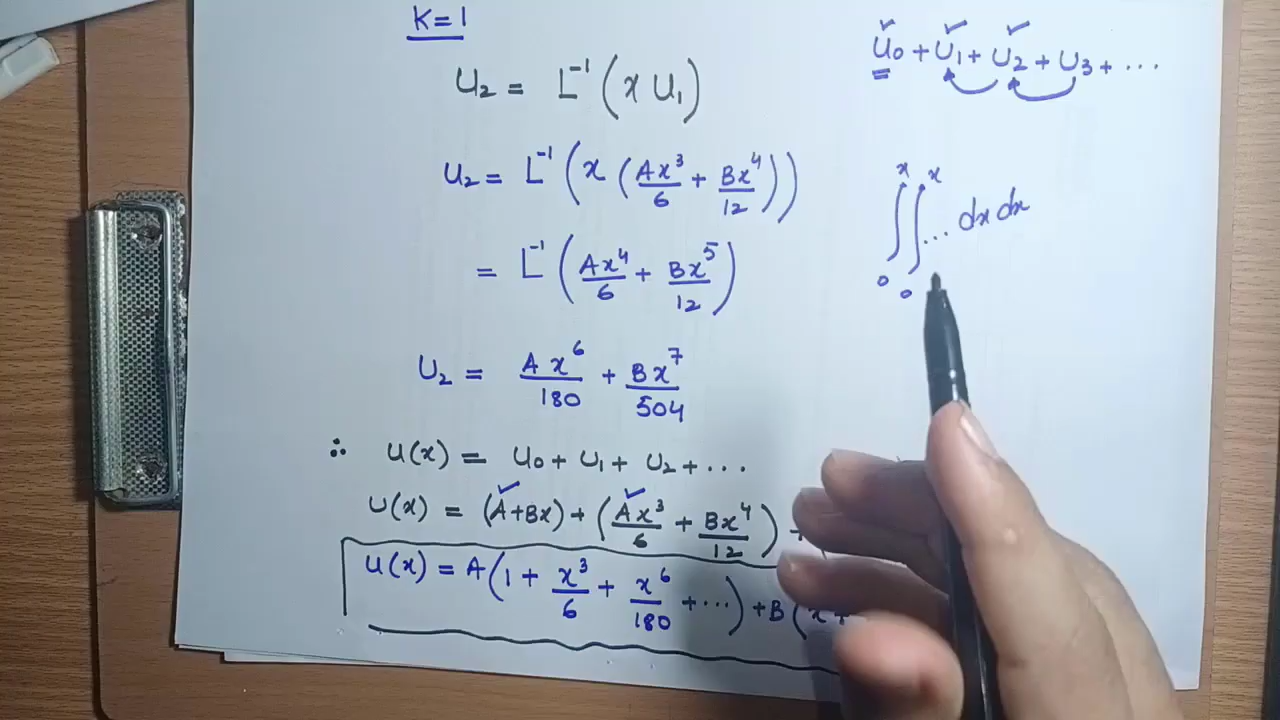 K=1
U₀ + U₁ + U₂ + U₃ + ...
U₂ = L⁻¹ (x U₁)
U₂ = L⁻¹ (x (Ax³/6 + Bx⁴/12))
∫₀ˣ ∫₀ˣ ... dx dx
= L⁻¹ (Ax⁴/6 + Bx⁵/12)
U₂ = Ax⁶/180 + Bx⁷/504
∴ U(x) = U₀ + U₁ + U₂ + ...
U(x) = (A+Bx) + (Ax³/6 + Bx⁴/12) +
U(x) = A(1 + x³/6 + x⁶/180 + ...) + B(x +